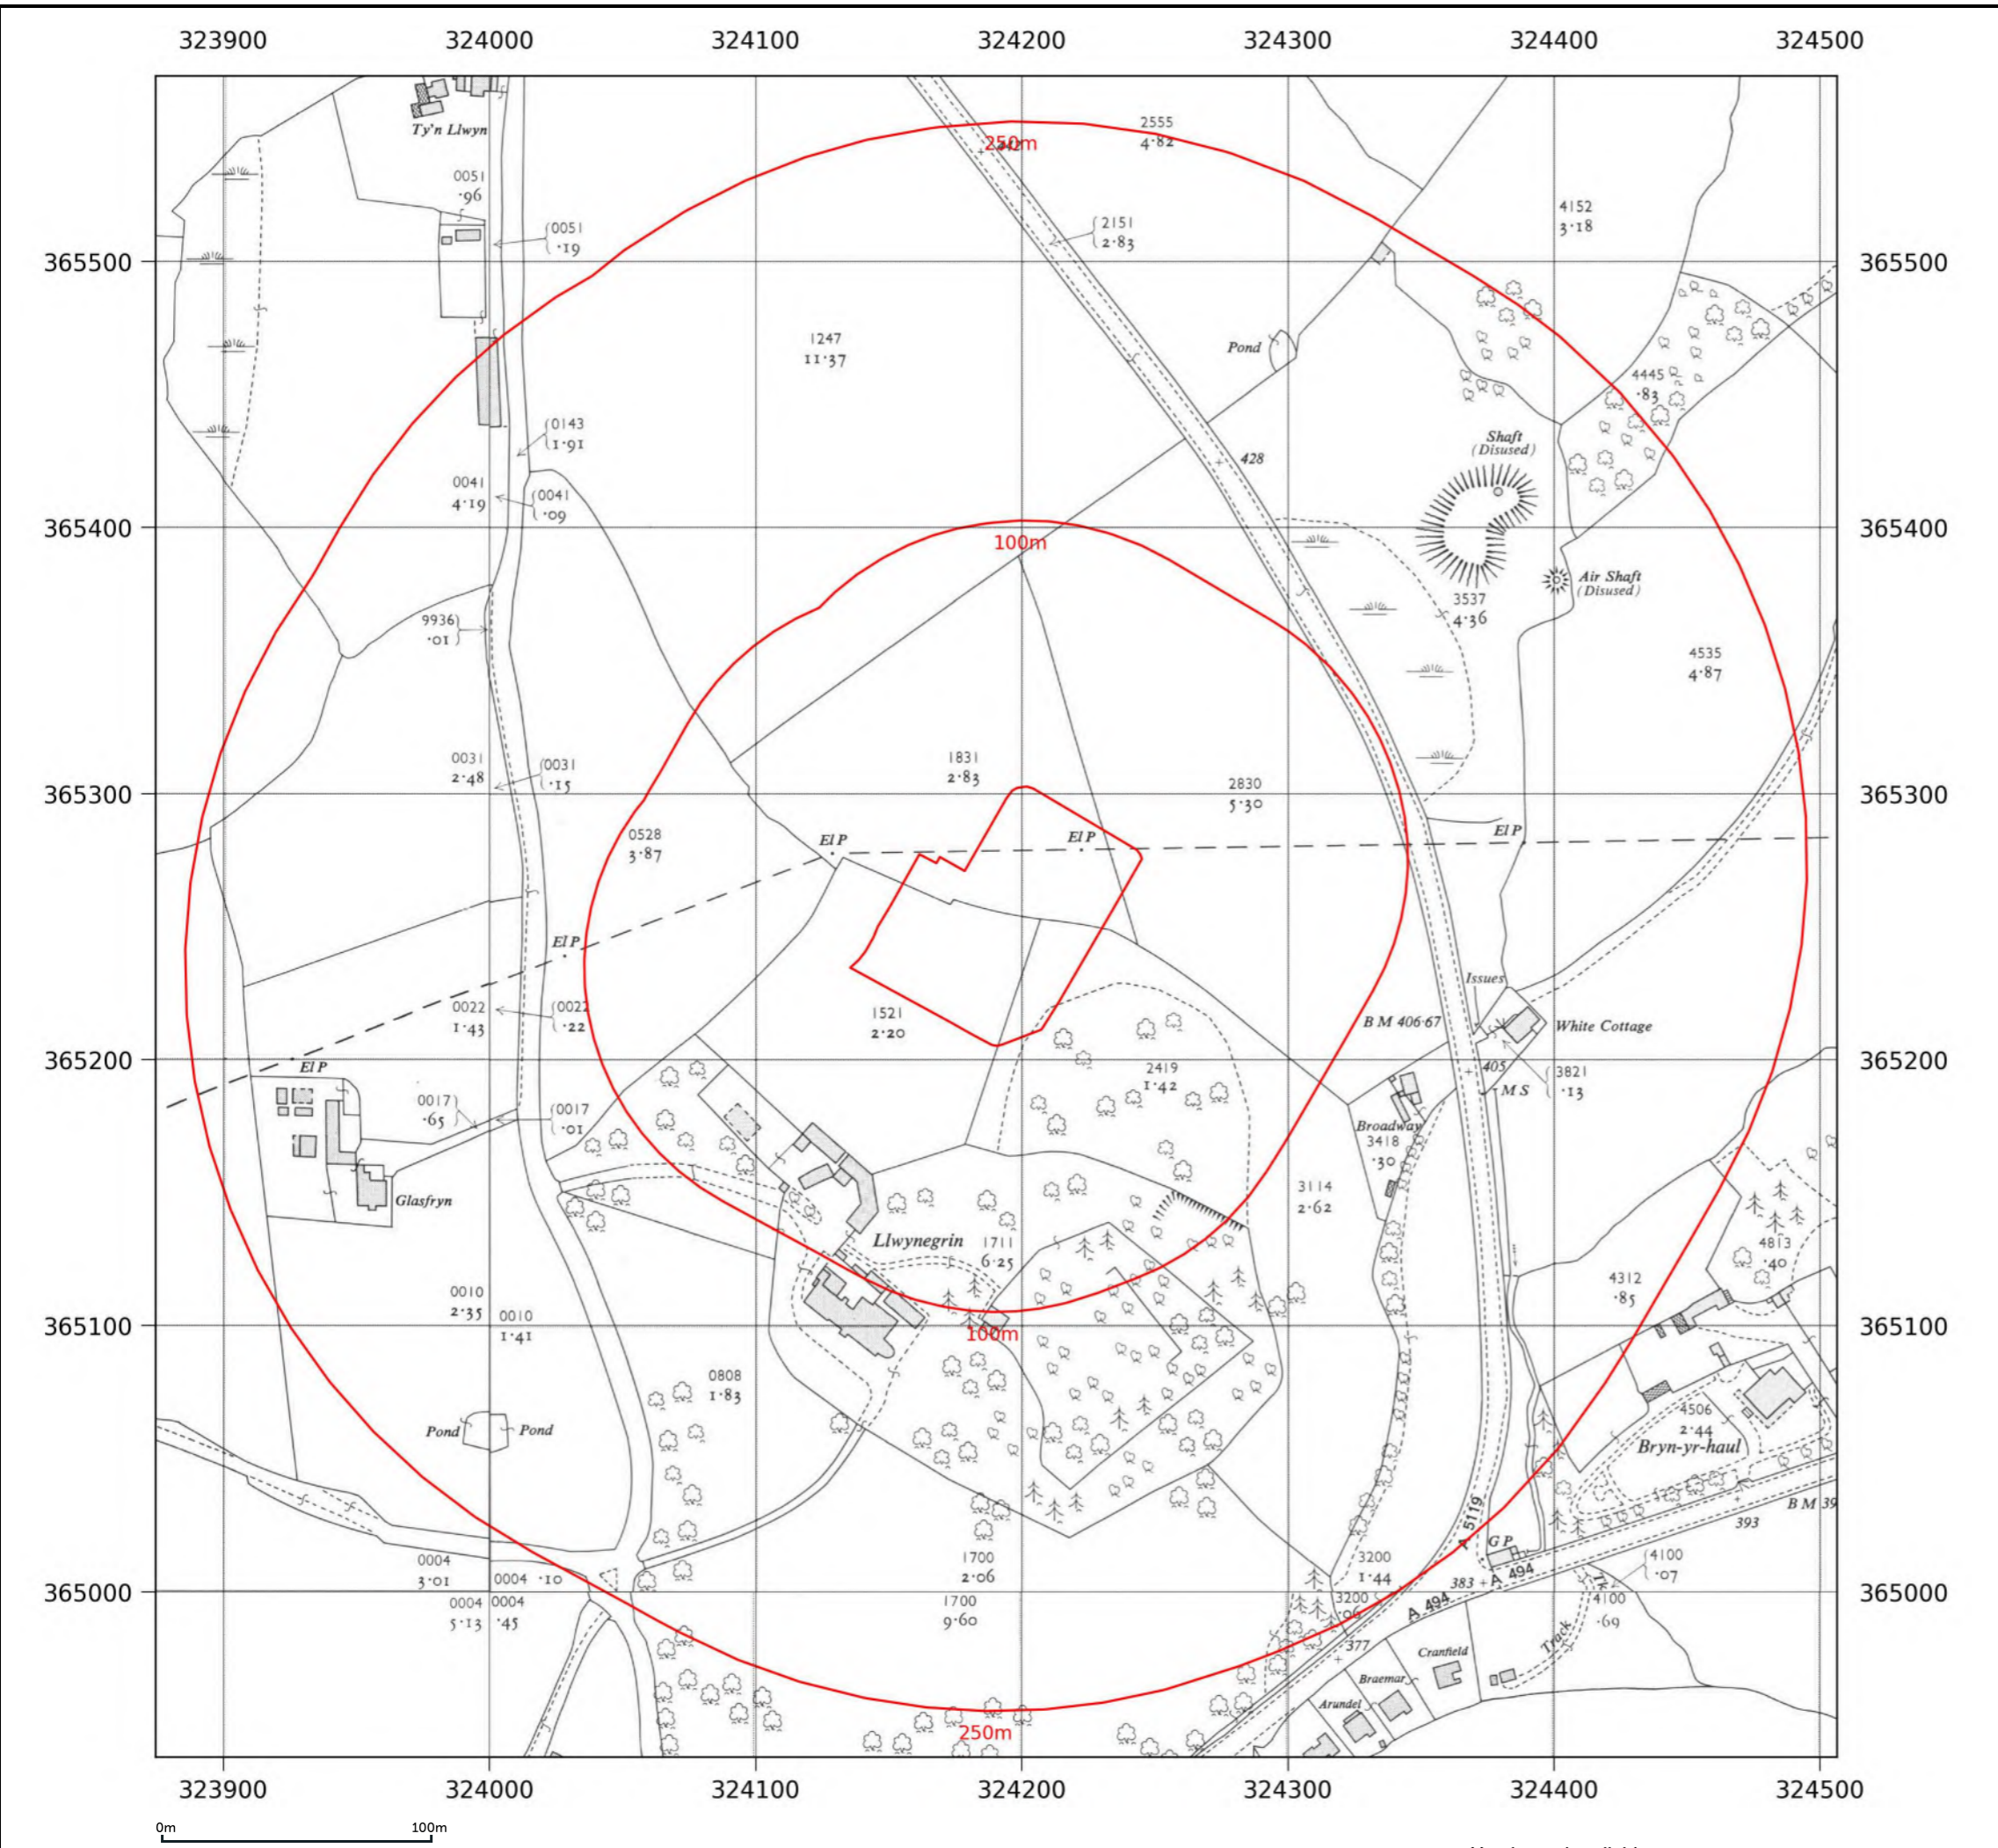 323900 324000 324100 324200 324300 324400 324500
Ty'n Llwyn
2555
4·82
250m
0051
·96
4152
3·18
(0051
·19
(2151
2·83
365500 365500
1247
11·37
Pond
4445
·83
(0143
1·91
Shaft
(Disused)
428
0041
4·19
(0041
·09
365400 365400
100m
Air Shaft
(Disused)
3537
4·36
9936)
·01
4535
4·87
0031
2·48
(0031
·15
1831
2·83
2830
5·30
365300 365300
0528
3·87
El P
El P
El P
El P
Issues
0022
1·43
(0022
·22
1521
2·20
B M 406·67
White Cottage
365200 365200
El P
2419
1·42
405
3821
·13
M S
0017)
·65
(0017
·01
Broadway
3418
·30
Glasfryn
3114
2·62
Llwynegrin
1711
6·25
4813
·40
0010
2·35
0010
1·41
4312
·85
365100 365100
100m
0808
1·83
4506
2·44
Pond
Pond
Bryn-yr-haul
A 5119
B M 39
393
G P
0004
3·01
0004 ·10
1700
2·06
3200
1·44
383
A 494
(4100
·07
365000 365000
0004
5·13
0004
·45
1700
9·60
3200
·06
A 494
Tk
4100
·69
377
Track
Cranfield
Braemar
Arundel
250m
323900 324000 324100 324200 324300 324400 324500
0m 100m